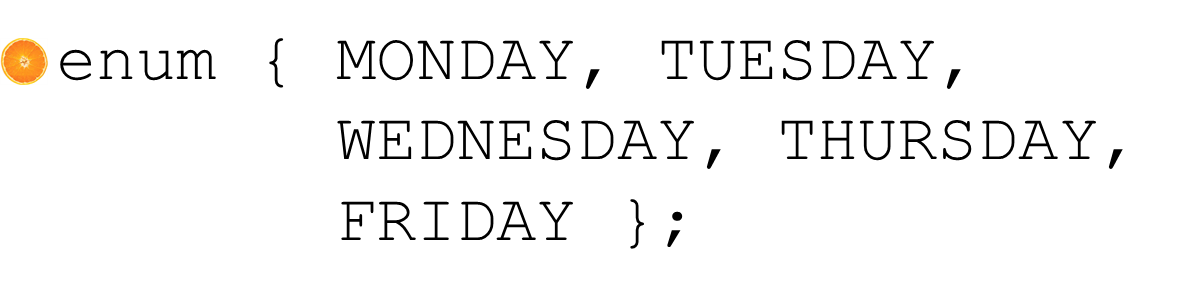 enum { MONDAY, TUESDAY,
WEDNESDAY, THURSDAY,
FRIDAY };